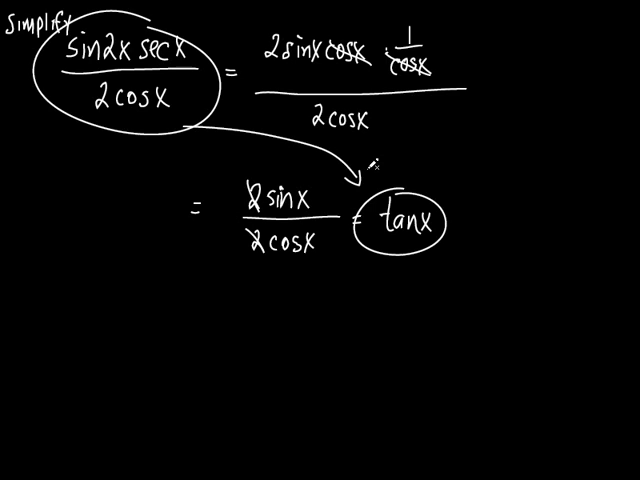 Simplify
sin2x secx / 2cosx = 2sinx cosx · 1/cosx / 2cosx
= 2sinx / 2cosx = tanx